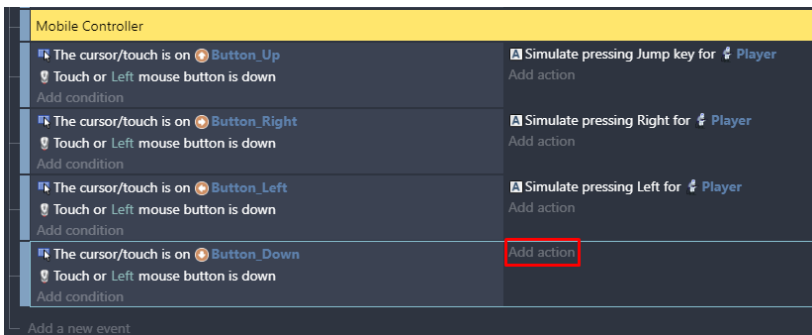 Mobile Controller
The cursor/touch is on Button_Up
Touch or Left mouse button is down
Add condition
Simulate pressing Jump key for Player
Add action
The cursor/touch is on Button_Right
Touch or Left mouse button is down
Add condition
Simulate pressing Right for Player
Add action
The cursor/touch is on Button_Left
Touch or Left mouse button is down
Add condition
Simulate pressing Left for Player
Add action
The cursor/touch is on Button_Down
Touch or Left mouse button is down
Add condition
Add action
Add a new event